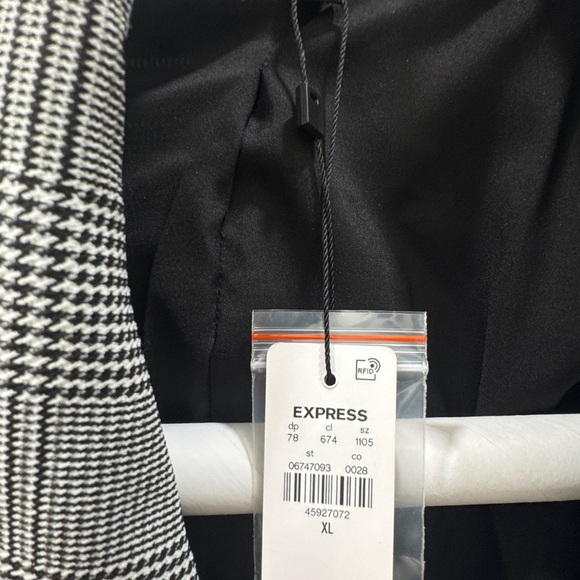 RFID
EXPRESS
dp cl sz
78 674 1105
st co
06747093 0028
45927072
XL